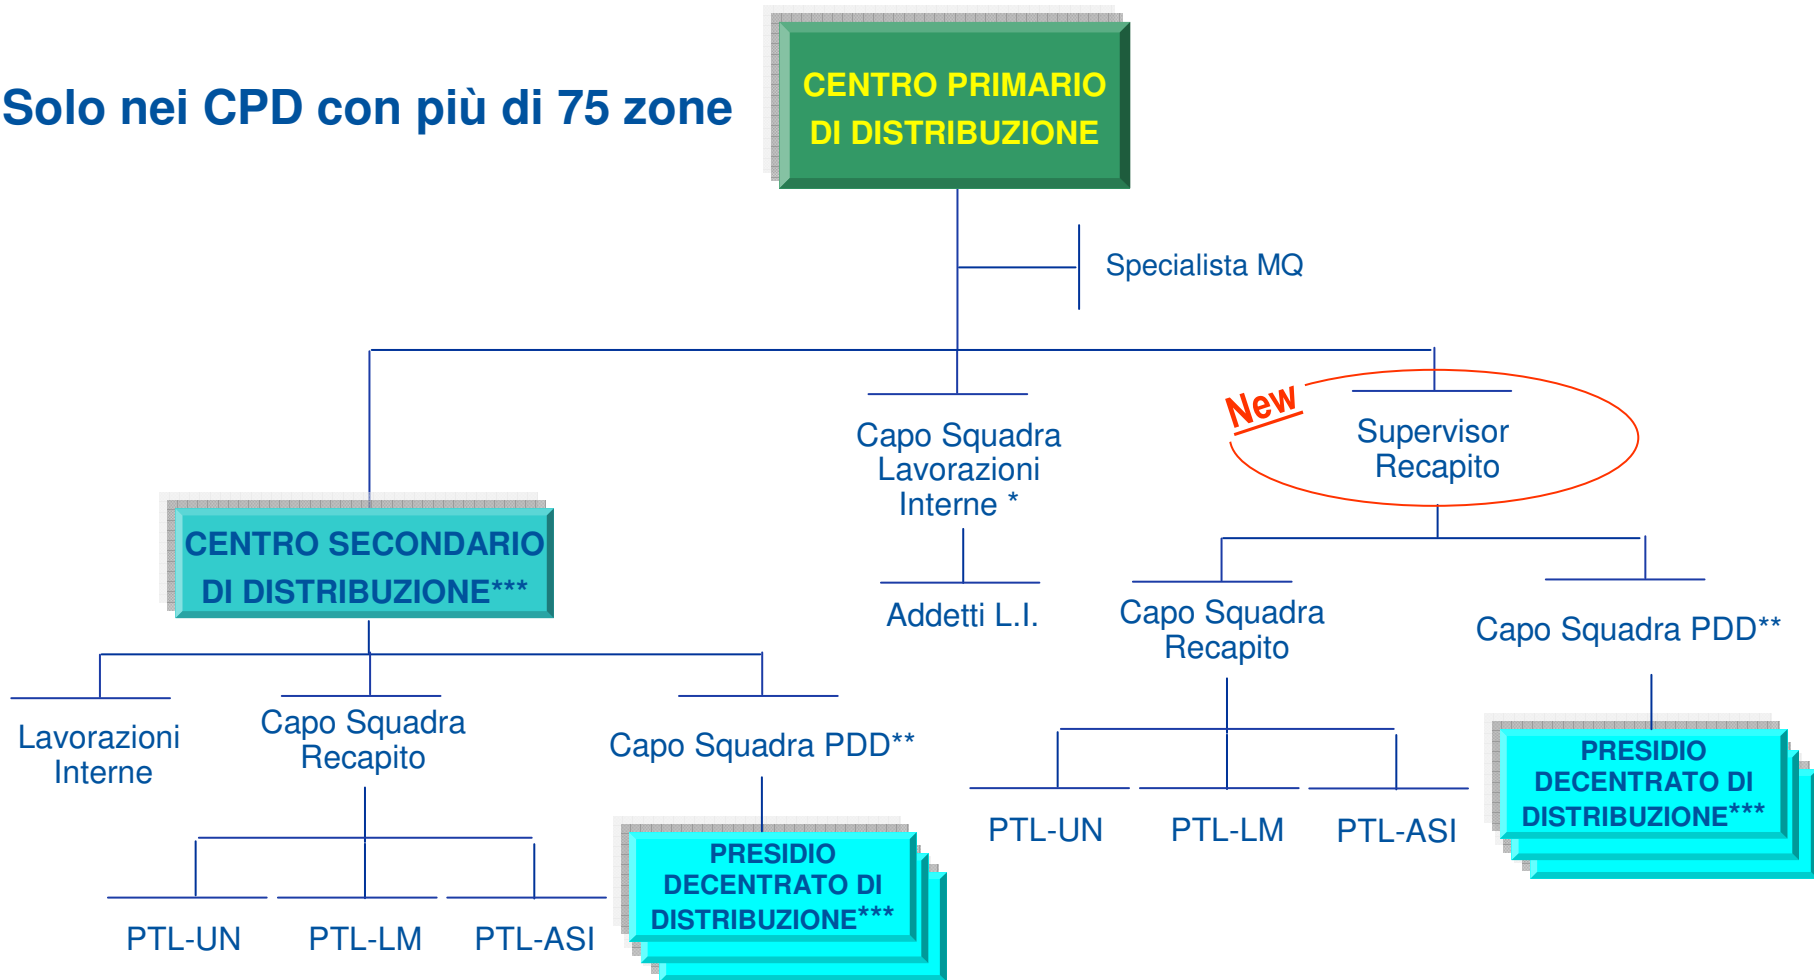 Solo nei CPD con più di 75 zone
CENTRO PRIMARIO
DI DISTRIBUZIONE
Specialista MQ
New
Capo Squadra
Lavorazioni
Interne *
Supervisor
Recapito
CENTRO SECONDARIO
DI DISTRIBUZIONE***
Addetti L.I.
Capo Squadra
Recapito
Capo Squadra PDD**
Lavorazioni
Interne
Capo Squadra
Recapito
Capo Squadra PDD**
PRESIDIO
DECENTRATO DI
DISTRIBUZIONE***
PTL-UN
PTL-LM
PTL-ASI
PRESIDIO
DECENTRATO DI
DISTRIBUZIONE***
PTL-UN
PTL-LM
PTL-ASI